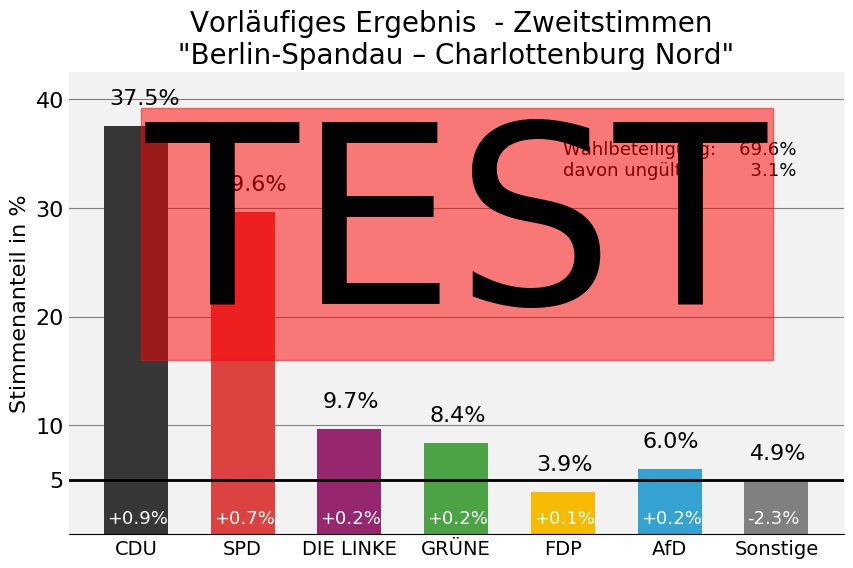 Vorläufiges Ergebnis - Zweitstimmen
"Berlin-Spandau – Charlottenburg Nord"
Stimmenanteil in %
40
30
20
10
5
37.5%
9.6%
9.7%
8.4%
3.9%
6.0%
4.9%
TEST
69.6%
davon 3.1%
+0.9%
+0.7%
+0.2%
+0.2%
+0.1%
+0.2%
-2.3%
CDU
SPD
DIE LINKE
GRÜNE
FDP
AfD
Sonstige